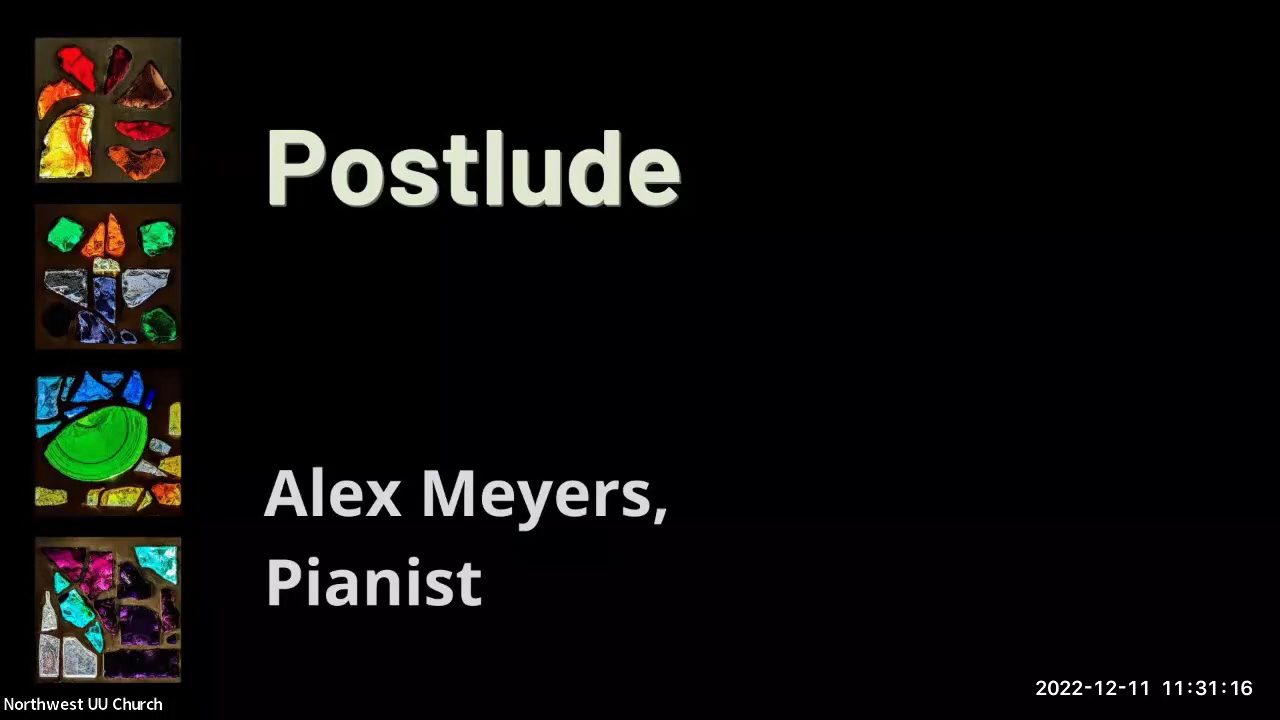 Postlude
Alex Meyers,
Pianist
2022-12-11 11:31:16
Northwest UU Church